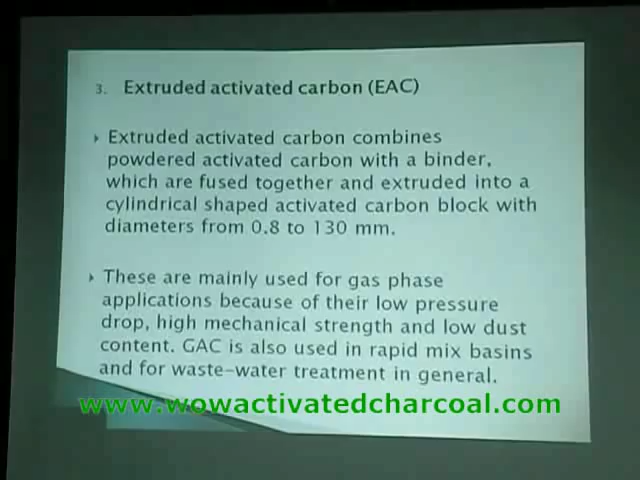 3. Extruded activated carbon (EAC)
Extruded activated carbon combines
powdered activated carbon with a binder,
which are fused together and extruded into a
cylindrical shaped activated carbon block with
diameters from 0.8 to 130 mm.
These are mainly used for gas phase
applications because of their low pressure
drop, high mechanical strength and low dust
content. GAC is also used in rapid mix basins
and for waste-water treatment in general.
www.wowactivatedcharcoal.com